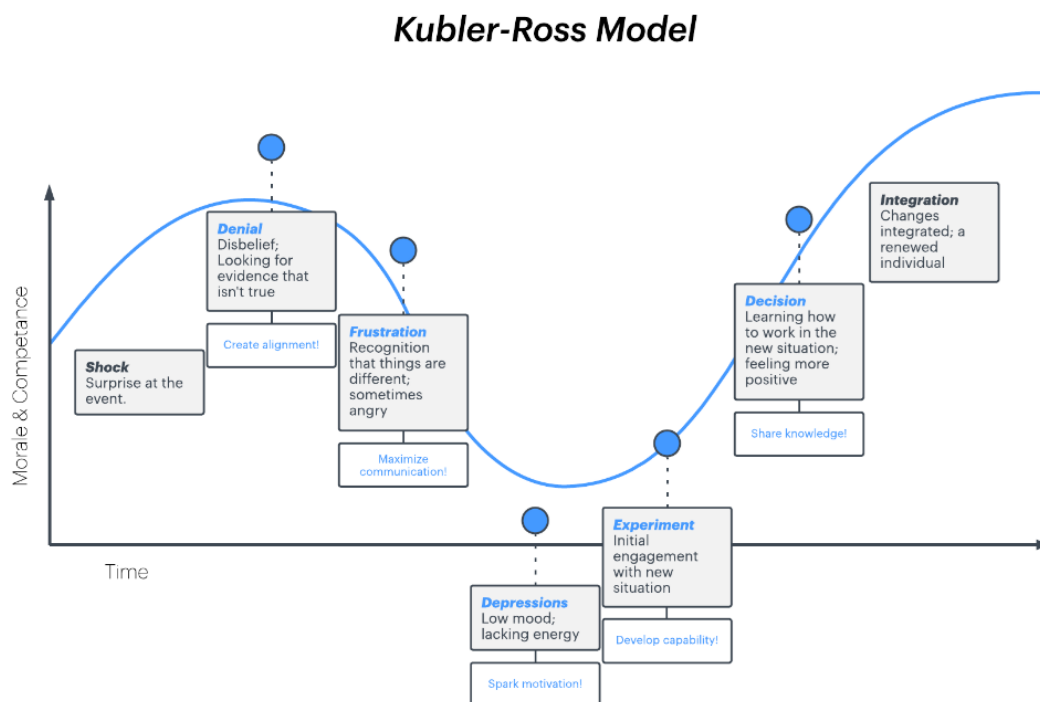 Kubler-Ross Model
Morale & Competance
Time
Shock
Surprise at the
event.
Denial
Disbelief;
Looking for
evidence that
isn't true
Create alignment!
Frustration
Recognition
that things are
different;
sometimes
angry
Maximize
communication!
Depressions
Low mood;
lacking energy
Spark motivation!
Experiment
Initial
engagement
with new
situation
Develop capability!
Decision
Learning how
to work in the
new situation;
feeling more
positive
Share knowledge!
Integration
Changes
integrated; a
renewed
individual